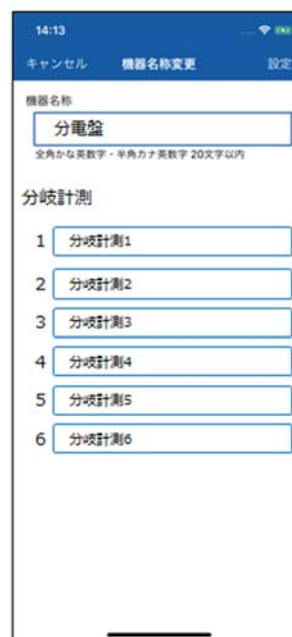 14:13
キャンセル 機器名称変更 設定
機器名称
分電盤
全角かな英数字・半角カナ英数字 20文字以内
分岐計測
1 分岐計測1
2 分岐計測2
3 分岐計測3
4 分岐計測4
5 分岐計測5
6 分岐計測6